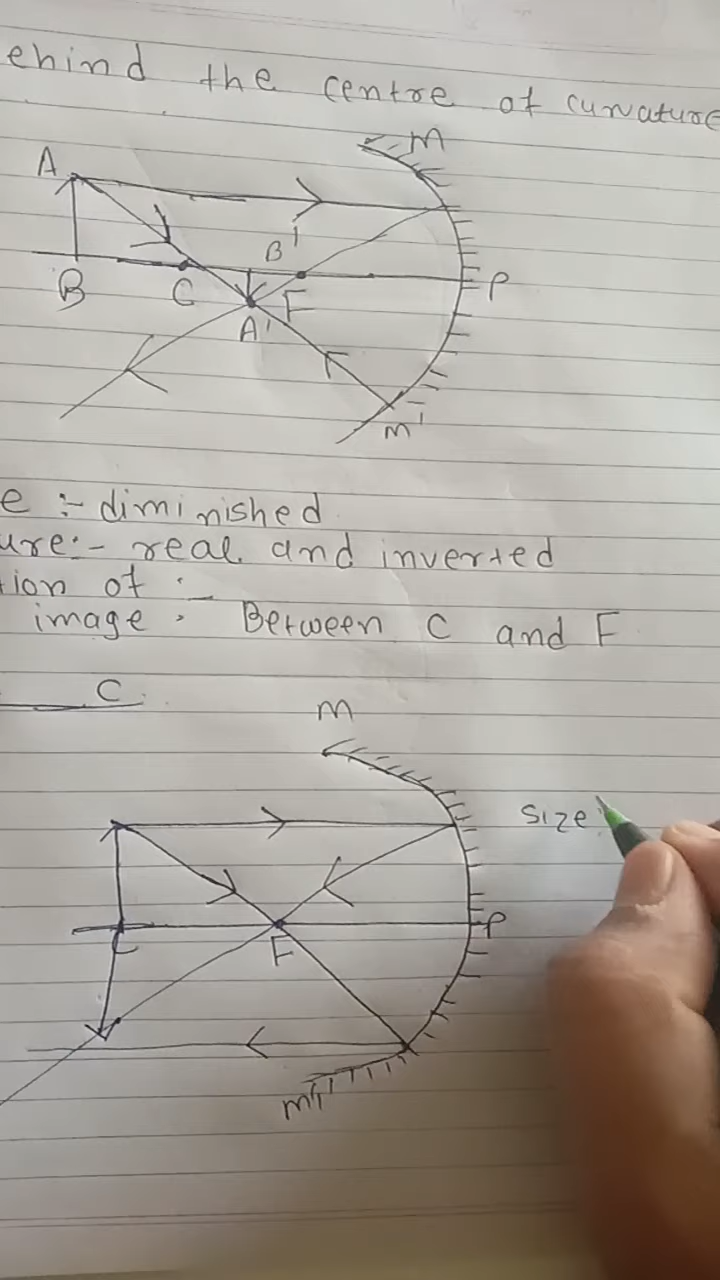 ehind the centre of curvature
M
A
B'
B
C
F
P
A'
M'
e :- diminished
ure:- real and inverted
tion of :-
image : Between C and F
C
M
size
P
C
F
M'